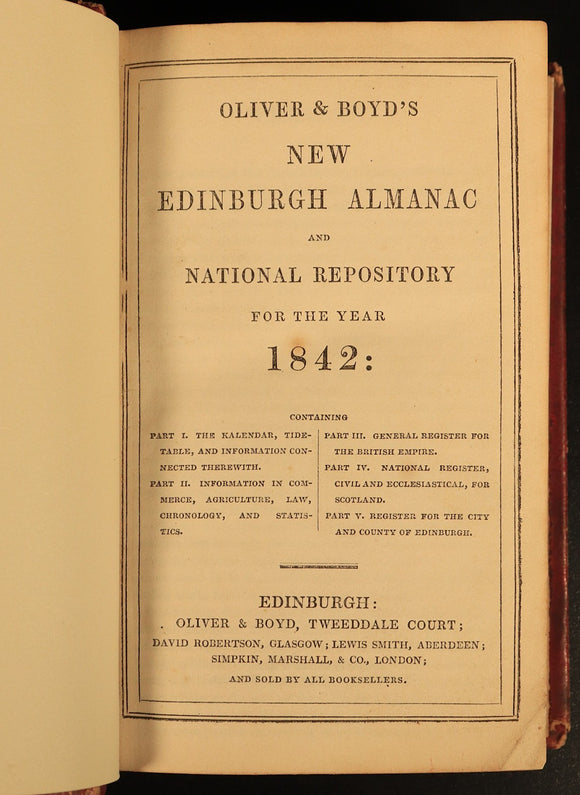 OLIVER & BOYD'S
NEW
EDINBURGH ALMANAC
AND
NATIONAL REPOSITORY
FOR THE YEAR
1842:
CONTAINING
PART I. THE KALENDAR, TIDE-
TABLE, AND INFORMATION CON-
NECTED THEREWITH.
PART II. INFORMATION IN COM-
MERCE, AGRICULTURE, LAW,
CHRONOLOGY, AND STATIS-
TICS.
PART III. GENERAL REGISTER FOR
THE BRITISH EMPIRE.
PART IV. NATIONAL REGISTER,
CIVIL AND ECCLESIASTICAL, FOR
SCOTLAND.
PART V. REGISTER FOR THE CITY
AND COUNTY OF EDINBURGH.
EDINBURGH:
OLIVER & BOYD, TWEEDDALE COURT;
DAVID ROBERTSON, GLASGOW; LEWIS SMITH, ABERDEEN;
SIMPKIN, MARSHALL, & CO., LONDON;
AND SOLD BY ALL BOOKSELLERS.